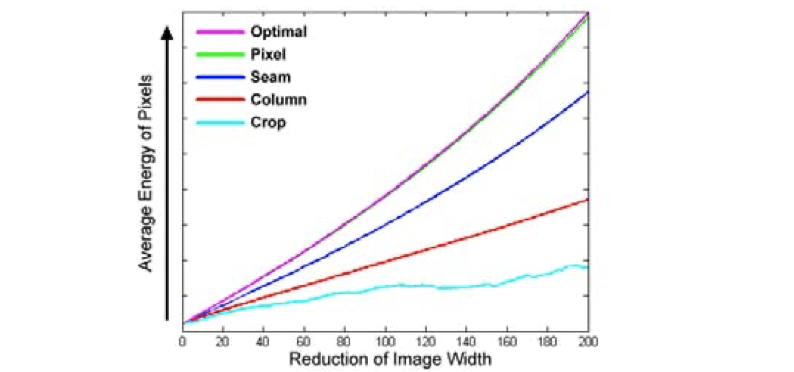 Optimal
Pixel
Seam
Column
Crop
Average Energy of Pixels
0 20 40 60 80 100 120 140 160 180 200
Reduction of Image Width